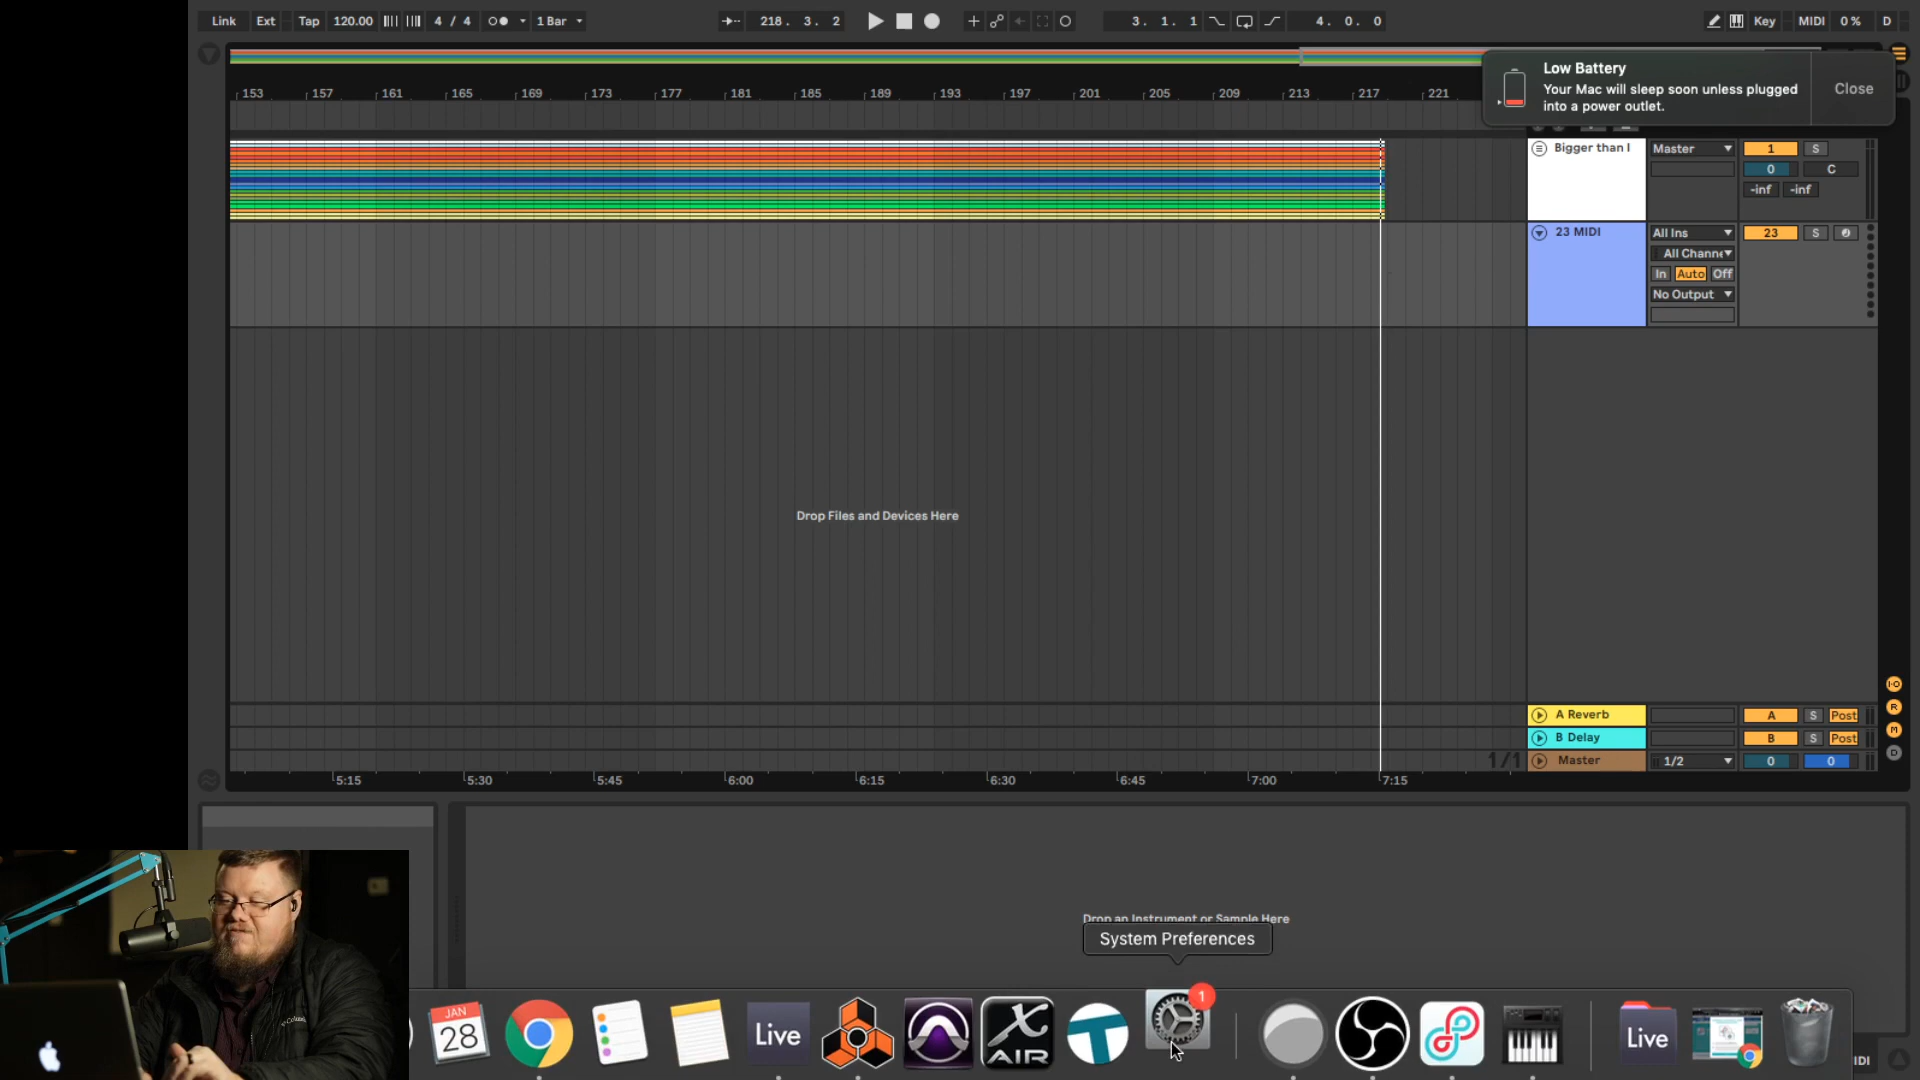 Link Ext Tap 120.00 4 / 4 1 Bar 218. 3. 2 3. 1. 1 4. 0. 0 Key MIDI 0 % D
Low Battery
Your Mac will sleep soon unless plugged
into a power outlet.
Close
153 157 161 165 169 173 177 181 185 189 193 197 201 205 209 213 217 221
Bigger than I Master 1 S
0 C
-inf -inf
23 MIDI All Ins 23 S
All Channe
In Auto Off
No Output
Drop Files and Devices Here
A Reverb A S Post
B Delay B S Post
1/1 Master 1/2 0 0
I·O
R
M
D
5:15 5:30 5:45 6:00 6:15 6:30 6:45 7:00 7:15
Drop an Instrument or Sample Here
System Preferences
JAN
28
Live
X
AIR
T
1
Live
IDI
Columbia